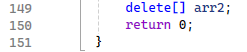 149 delete[] arr2;
150 return 0;
151 }